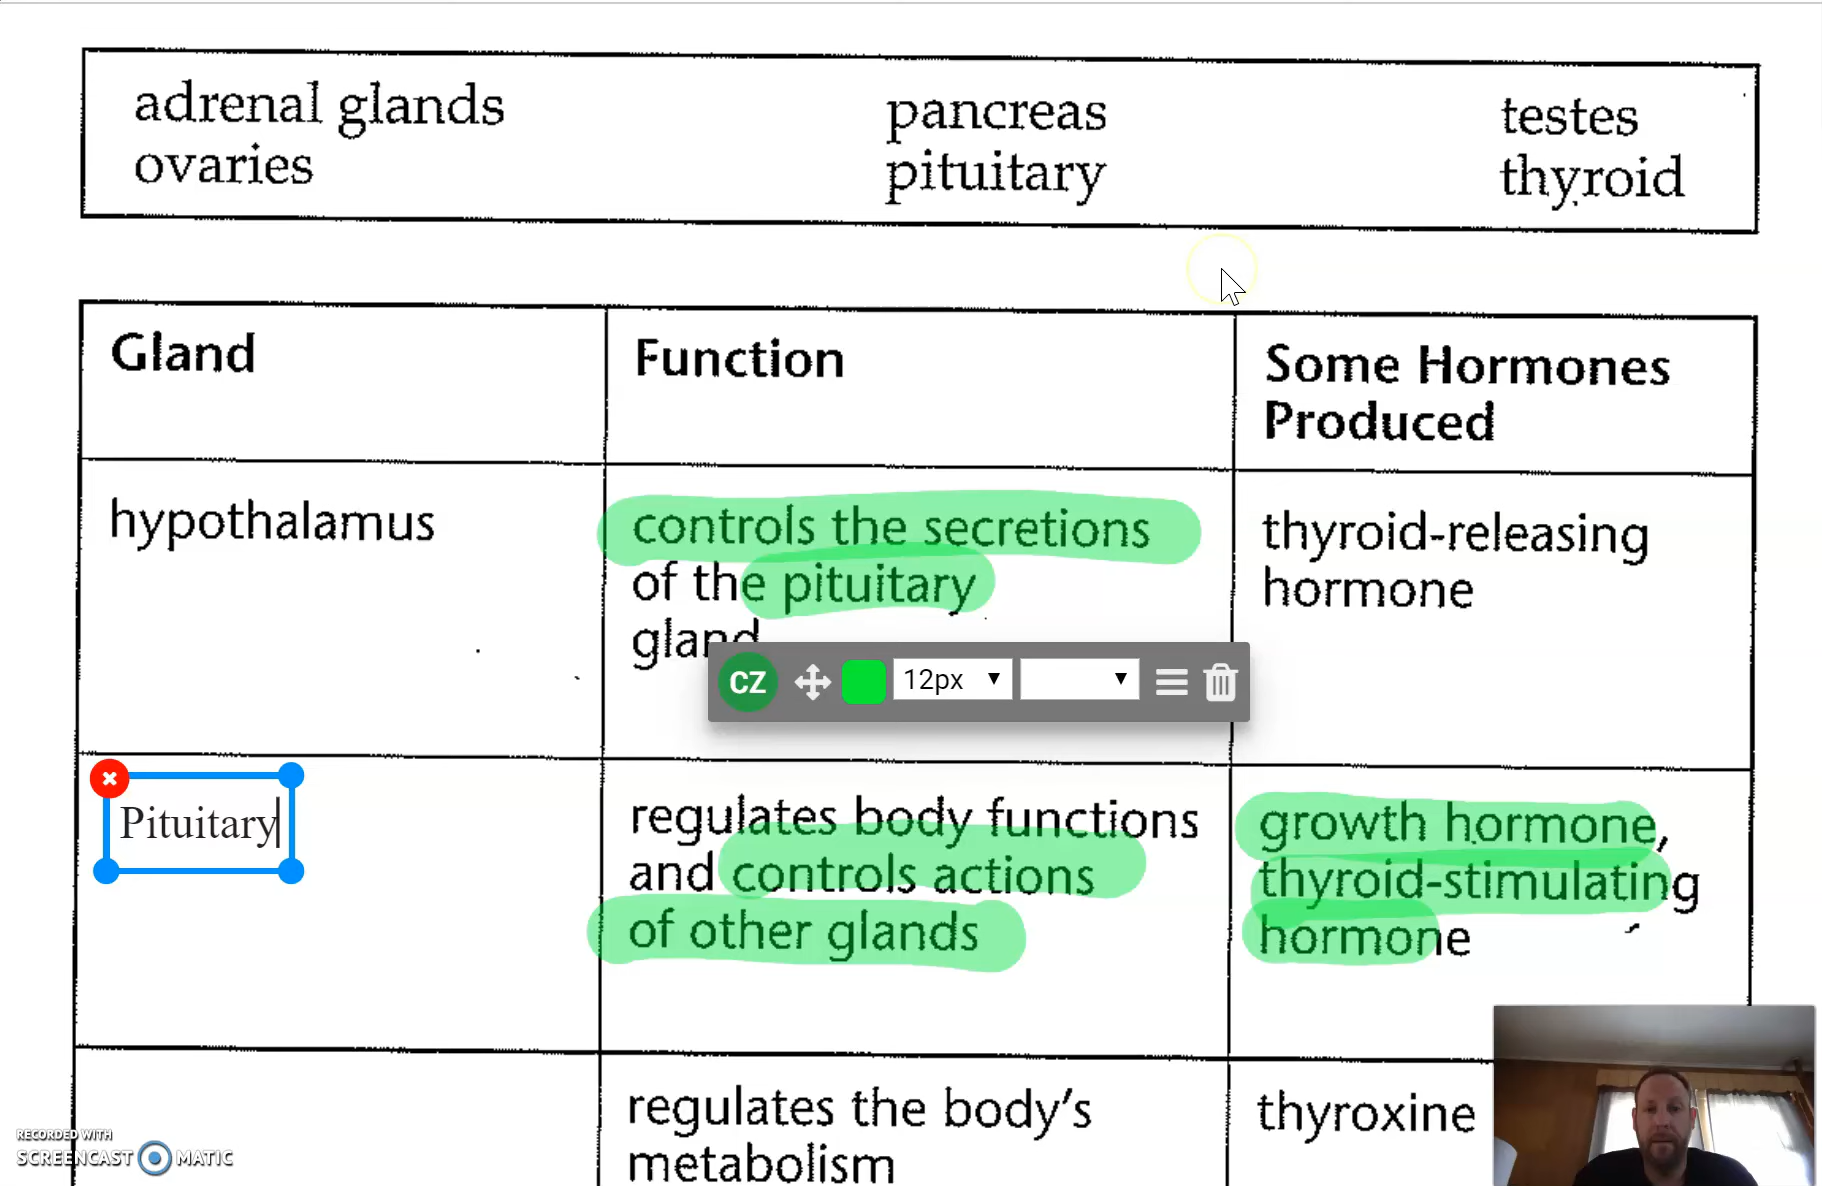 adrenal glands pancreas testes
ovaries pituitary thyroid
Gland Function Some Hormones
Produced
hypothalamus controls the secretions thyroid-releasing
of the pituitary hormone
gland
CZ 12px
Pituitary regulates body functions growth hormone,
and controls actions thyroid-stimulating
of other glands hormone
regulates the body's thyroxine
metabolism
RECORDED WITH
SCREENCAST MATIC